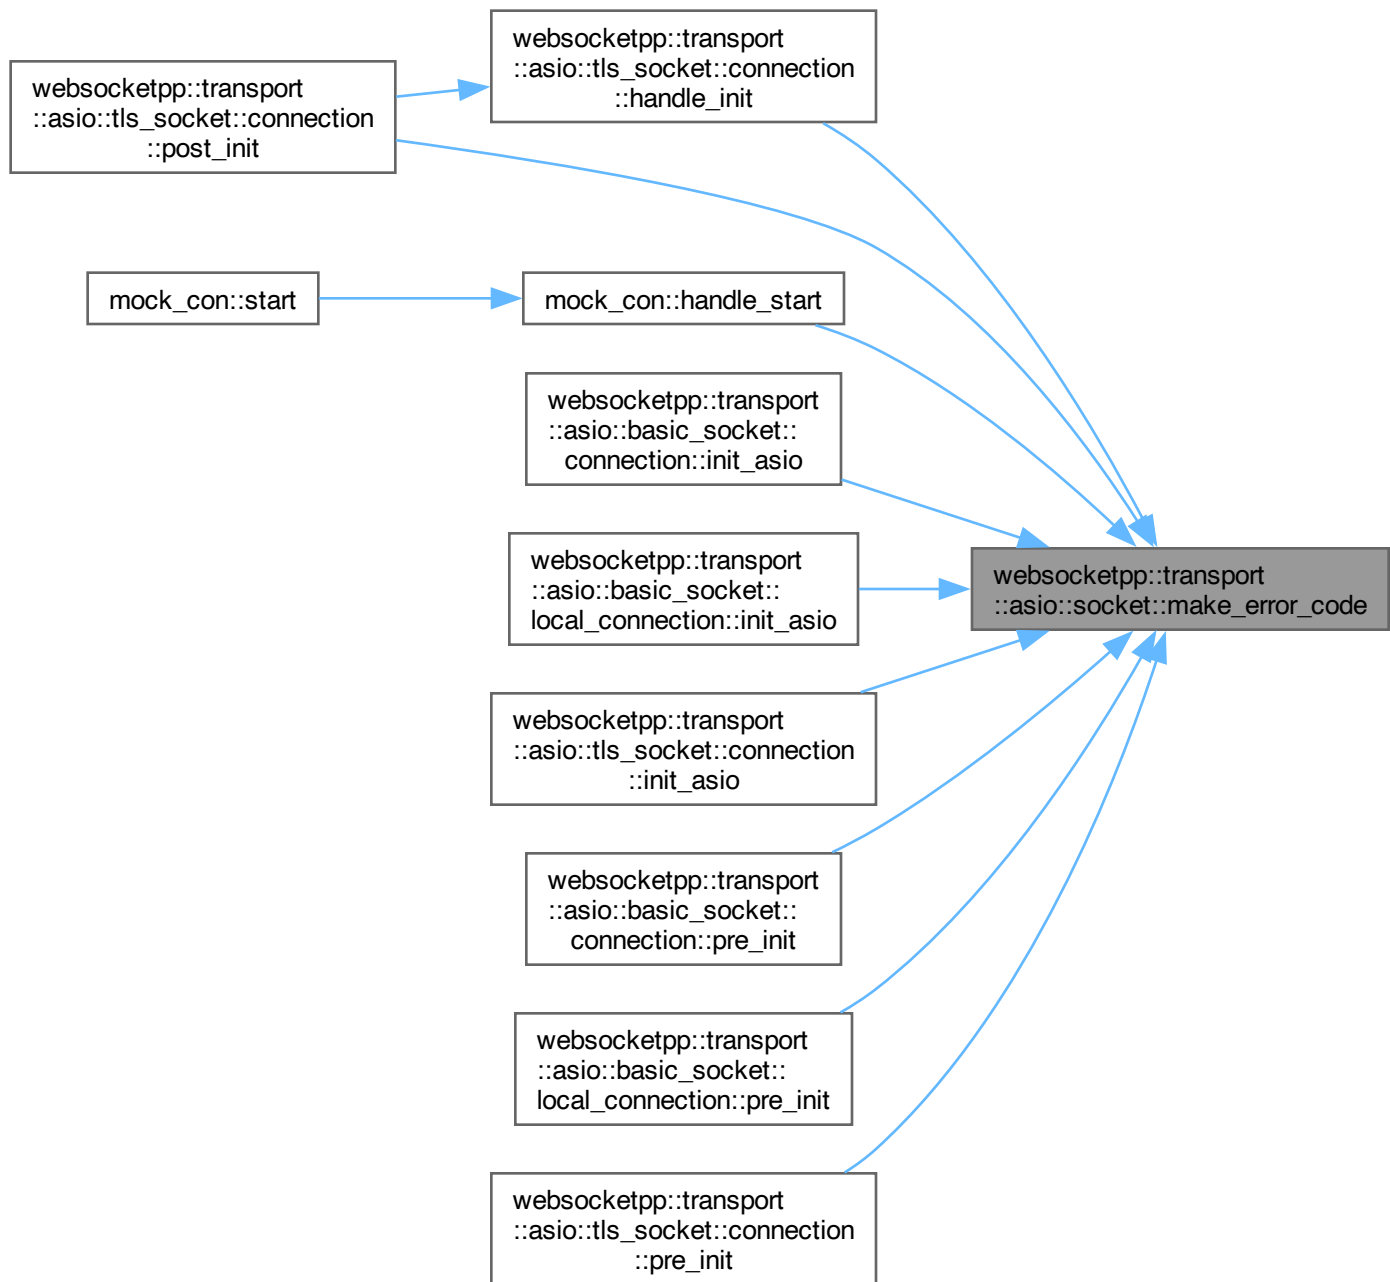 websocketpp::transport
::asio::tls_socket::connection
::handle_init
websocketpp::transport
::asio::tls_socket::connection
::post_init
mock_con::start
mock_con::handle_start
websocketpp::transport
::asio::basic_socket::
connection::init_asio
websocketpp::transport
::asio::basic_socket::
local_connection::init_asio
websocketpp::transport
::asio::socket::make_error_code
websocketpp::transport
::asio::tls_socket::connection
::init_asio
websocketpp::transport
::asio::basic_socket::
connection::pre_init
websocketpp::transport
::asio::basic_socket::
local_connection::pre_init
websocketpp::transport
::asio::tls_socket::connection
::pre_init